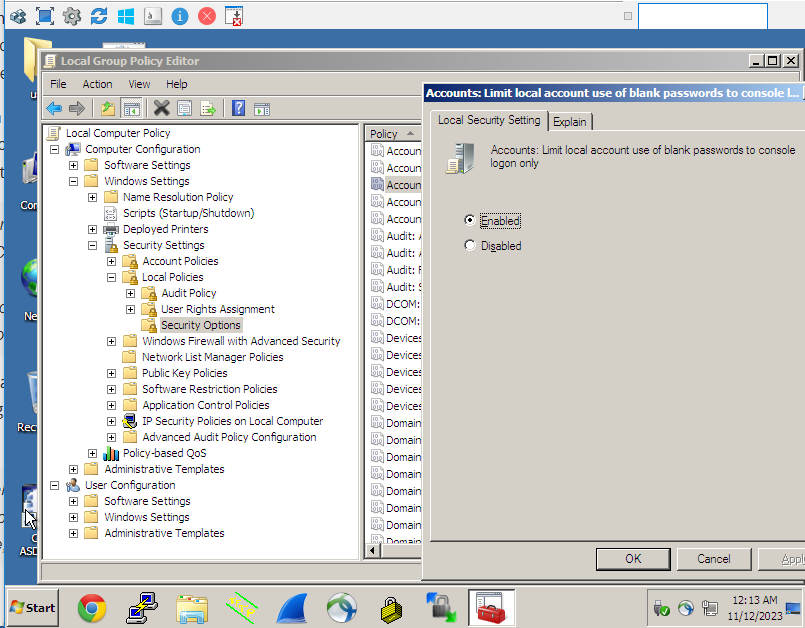 Local Group Policy Editor
File Action View Help
Local Computer Policy
Computer Configuration
Software Settings
Windows Settings
Name Resolution Policy
Scripts (Startup/Shutdown)
Deployed Printers
Security Settings
Account Policies
Local Policies
Audit Policy
User Rights Assignment
Security Options
Windows Firewall with Advanced Security
Network List Manager Policies
Public Key Policies
Software Restriction Policies
Application Control Policies
IP Security Policies on Local Computer
Advanced Audit Policy Configuration
Policy-based QoS
Administrative Templates
User Configuration
Software Settings
Windows Settings
Administrative Templates
Policy
Accoun
Accoun
Accoun
Accoun
Accoun
Audit: 
Audit: 
Audit: F
Audit: S
DCOM:
DCOM:
Devices
Devices
Devices
Devices
Devices
Domain
Domain
Domain
Domain
Domain
Domain
Domain
Domain
Accounts: Limit local account use of blank passwords to console l...
Local Security Setting
Explain
Accounts: Limit local account use of blank passwords to console
logon only
Enabled
Disabled
OK
Cancel
Apply
Con
Ne
Recy
ASD
Start
12:13 AM
11/12/2023